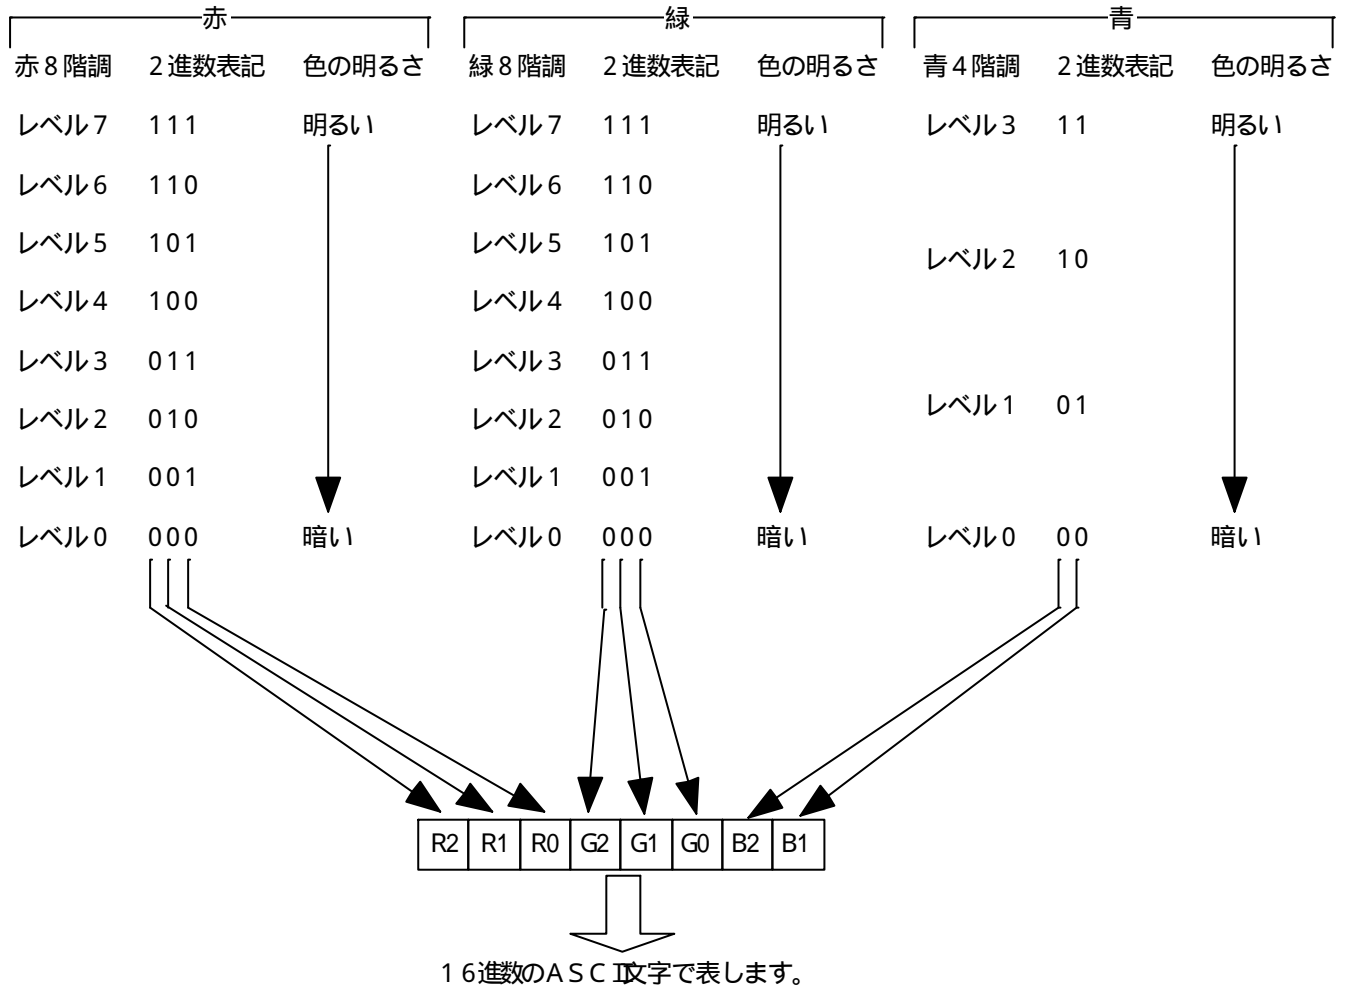 赤 緑 青
赤8階調 2進数表記 色の明るさ 緑8階調 2進数表記 色の明るさ 青4階調 2進数表記 色の明るさ
レベル7 111 明るい レベル7 111 明るい レベル3 11 明るい
レベル6 110 レベル6 110
レベル5 101 レベル5 101
レベル2 10
レベル4 100 レベル4 100
レベル3 011 レベル3 011
レベル1 01
レベル2 010 レベル2 010
レベル1 001 レベル1 001
レベル0 000 暗い レベル0 000 暗い レベル0 00 暗い
R2 R1 R0 G2 G1 G0 B2 B1
16進数のASCII文字で表します。